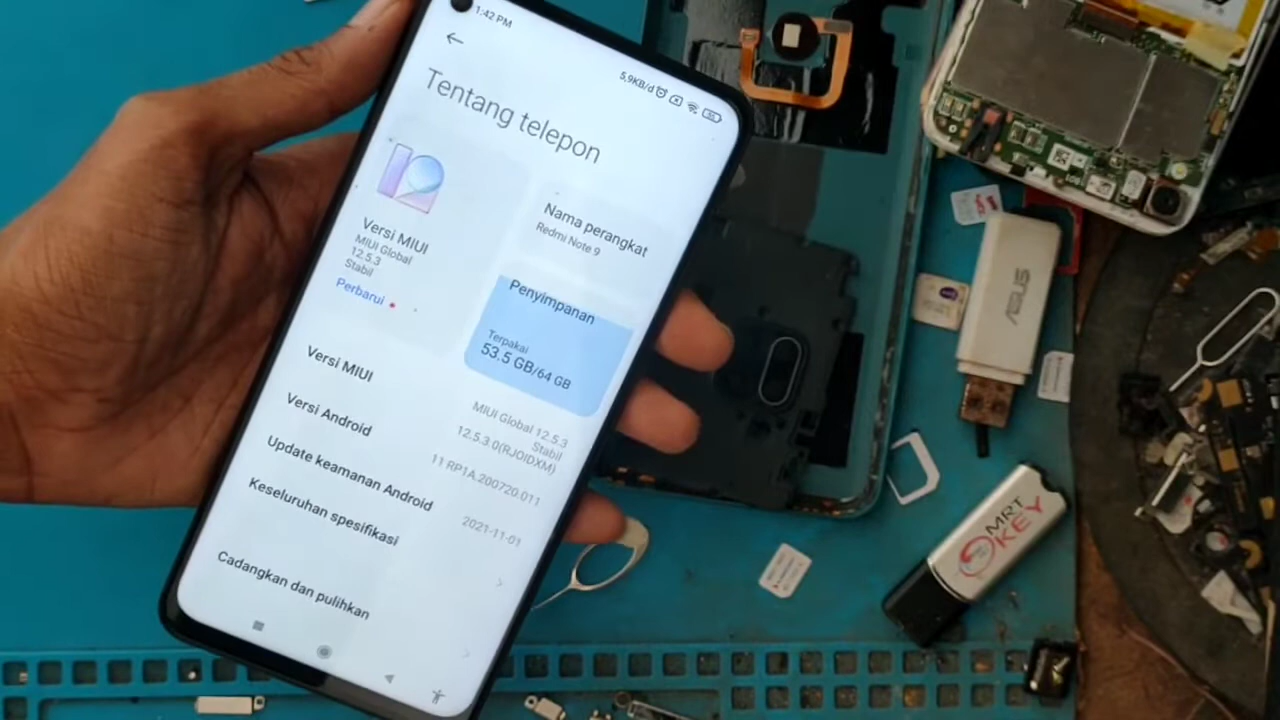 1:42 PM
5,9KB/d
Tentang telepon
12
Versi MIUI
MIUI Global
12.5.3
Stabil
Perbarui
Nama perangkat
Redmi Note 9
Penyimpanan
Terpakai
53.5 GB/64 GB
Versi MIUI
MIUI Global 12.5.3
Stabil
12.5.3.0(RJOIDXM)
Versi Android
11 RP1A.200720.011
Update keamanan Android
2021-11-01
Keseluruhan spesifikasi
Cadangkan dan pulihkan
ASUS
MRT
KEY